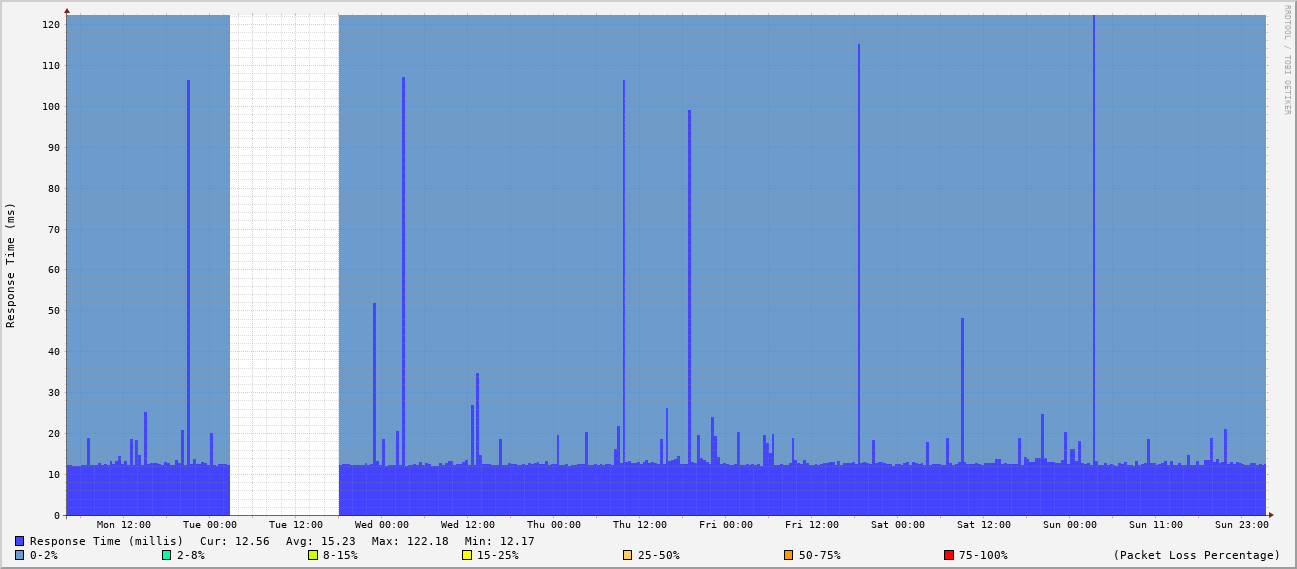 RRDTOOL / TOBI OETIKER
Response Time (ms)
120
110
100
90
80
70
60
50
40
30
20
10
0
Mon 12:00 Tue 00:00 Tue 12:00 Wed 00:00 Wed 12:00 Thu 00:00 Thu 12:00 Fri 00:00 Fri 12:00 Sat 00:00 Sat 12:00 Sun 00:00 Sun 11:00 Sun 23:00
Response Time (millis) Cur: 12.56 Avg: 15.23 Max: 122.18 Min: 12.17
0-2% 2-8% 8-15% 15-25% 25-50% 50-75% 75-100% (Packet Loss Percentage)